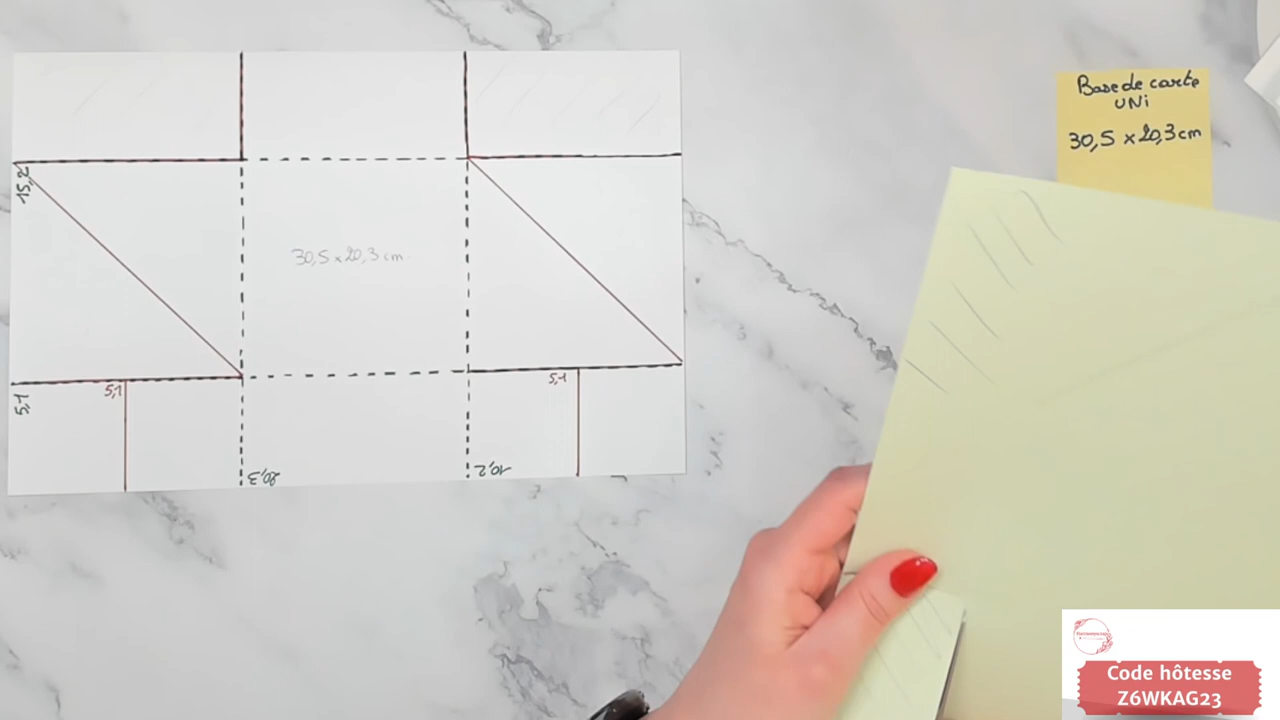 Base de carte
UNi
30,5 x 20,3 cm
15,2
30,5 x 20,3 cm.
5,1
5,1
5,1
20,3
10,2
Code hôtesse
Z6WKAG23